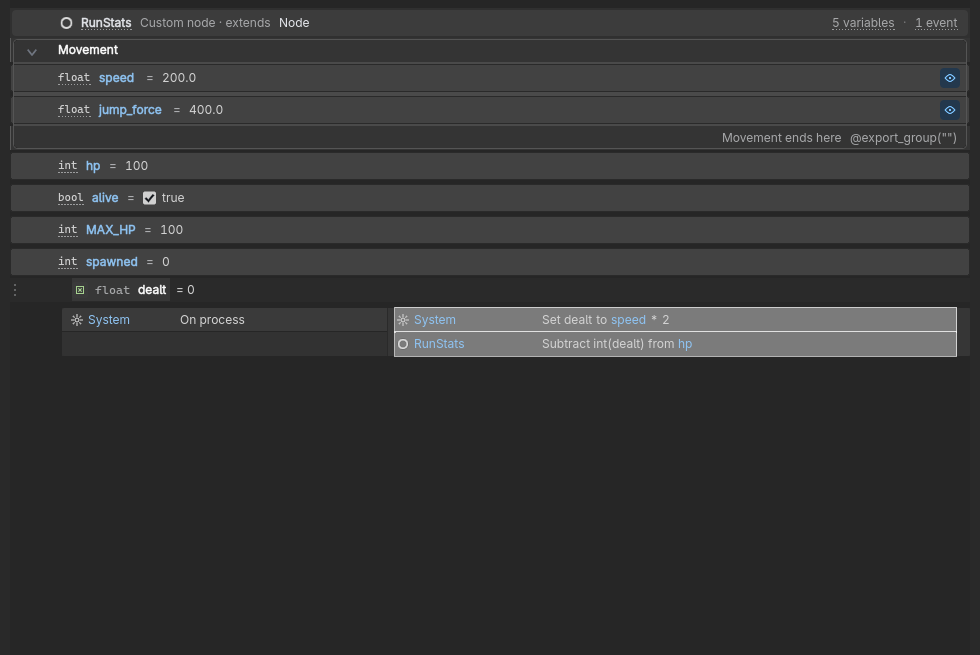 RunStats Custom node · extends Node 5 variables · 1 event
Movement
float speed = 200.0
float jump_force = 400.0
Movement ends here @export_group("")
int hp = 100
bool alive = true
int MAX_HP = 100
int spawned = 0
float dealt = 0
System On process System Set dealt to speed * 2
RunStats Subtract int(dealt) from hp